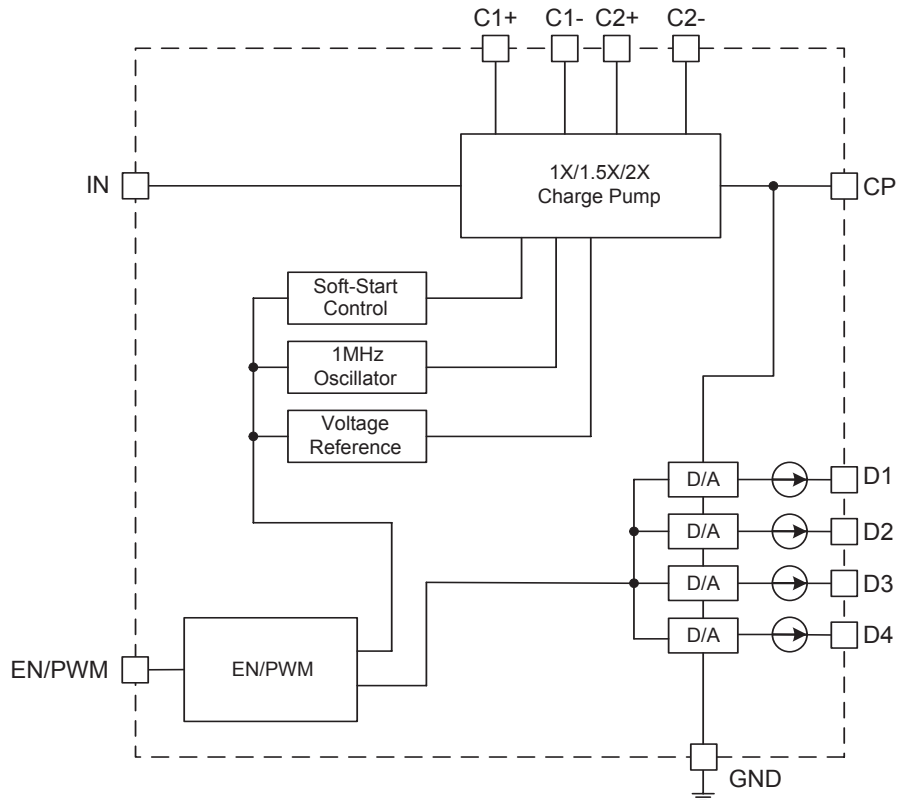 C1+ C1- C2+ C2-
IN
1X/1.5X/2X
Charge Pump
CP
Soft-Start
Control
1MHz
Oscillator
Voltage
Reference
D/A D1
D/A D2
D/A D3
D/A D4
EN/PWM
EN/PWM
GND